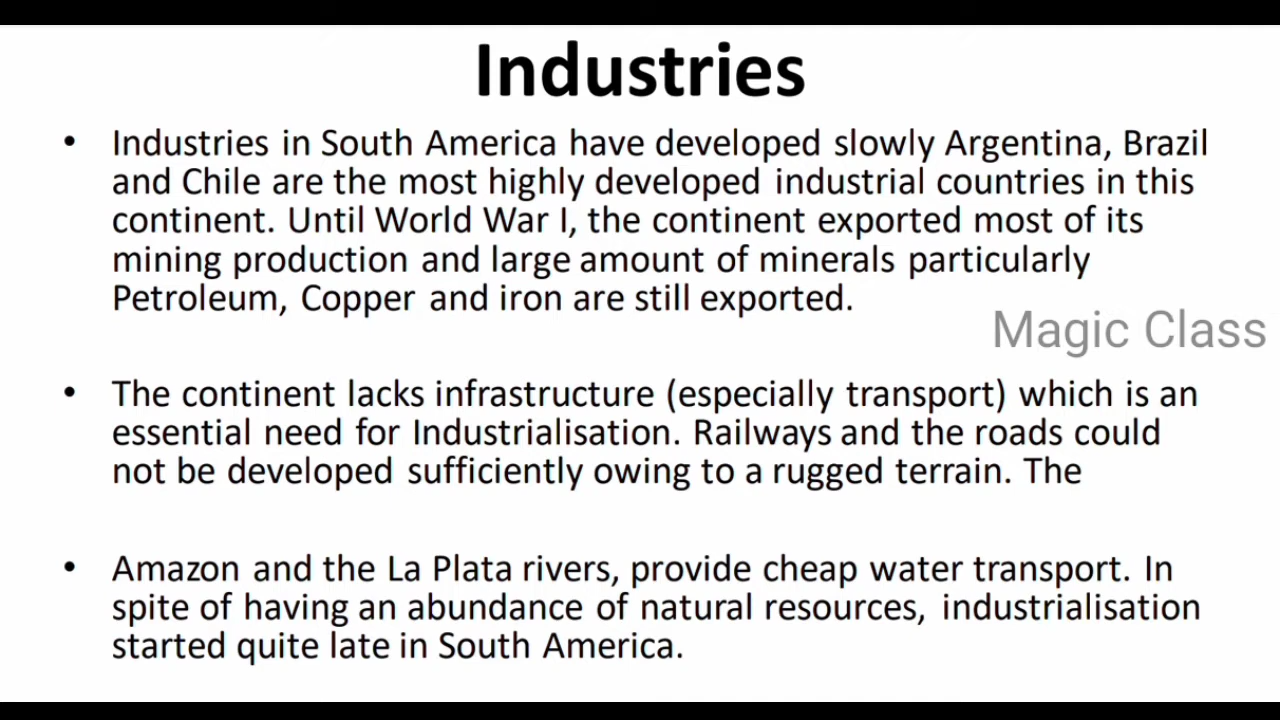 Industries
• Industries in South America have developed slowly Argentina, Brazil
and Chile are the most highly developed industrial countries in this
continent. Until World War I, the continent exported most of its
mining production and large amount of minerals particularly
Petroleum, Copper and iron are still exported.
Magic Class
• The continent lacks infrastructure (especially transport) which is an
essential need for Industrialisation. Railways and the roads could
not be developed sufficiently owing to a rugged terrain. The
• Amazon and the La Plata rivers, provide cheap water transport. In
spite of having an abundance of natural resources, industrialisation
started quite late in South America.